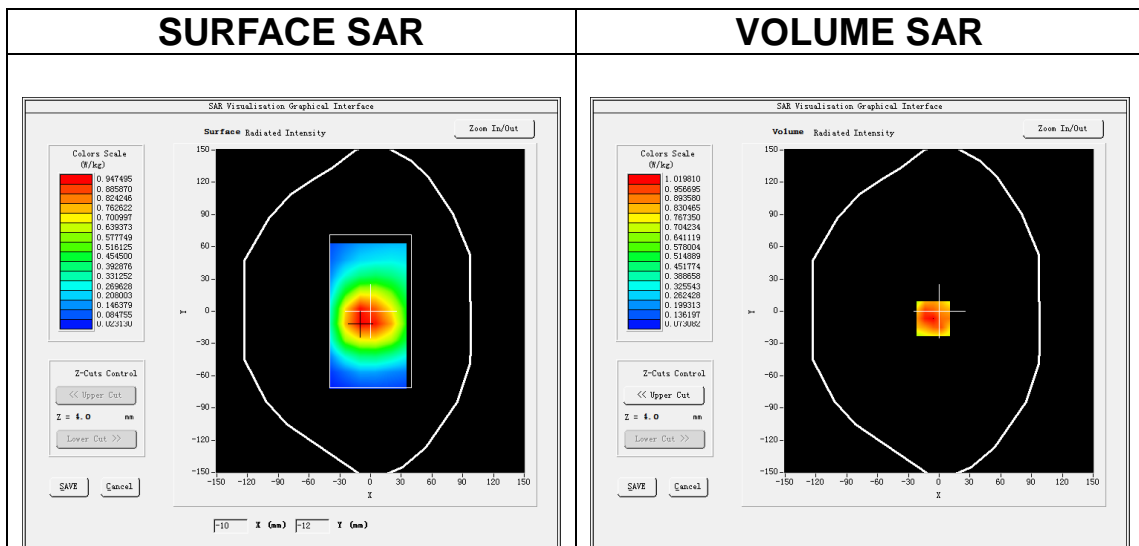 SURFACE SAR
VOLUME SAR
SAR Visualisation Graphical Interface
Surface Radiated Intensity
Zoom In/Out
Colors Scale
(W/kg)
0.947495
0.885870
0.824246
0.762622
0.700997
0.639373
0.577749
0.516125
0.454500
0.392876
0.331252
0.269628
0.208003
0.146379
0.084755
0.023130
150
120
90
60
30
0
-30
-60
-90
-120
-150
Y
-150 -120 -90 -60 -30 0 30 60 90 120 150
X
Z-Cuts Control
<< Upper Cut
Z = 4.0 mm
Lower Cut >>
SAVE Cancel
-10 X (mm) -12 Y (mm)
SAR Visualisation Graphical Interface
Volume Radiated Intensity
Zoom In/Out
Colors Scale
(W/kg)
1.019810
0.956695
0.893580
0.830465
0.767350
0.704234
0.641119
0.578004
0.514889
0.451774
0.388658
0.325543
0.262428
0.199313
0.136197
0.073082
150
120
90
60
30
0
-30
-60
-90
-120
-150
Y
-150 -120 -90 -60 -30 0 30 60 90 120 150
X
Z-Cuts Control
<< Upper Cut
Z = 4.0 mm
Lower Cut >>
SAVE Cancel